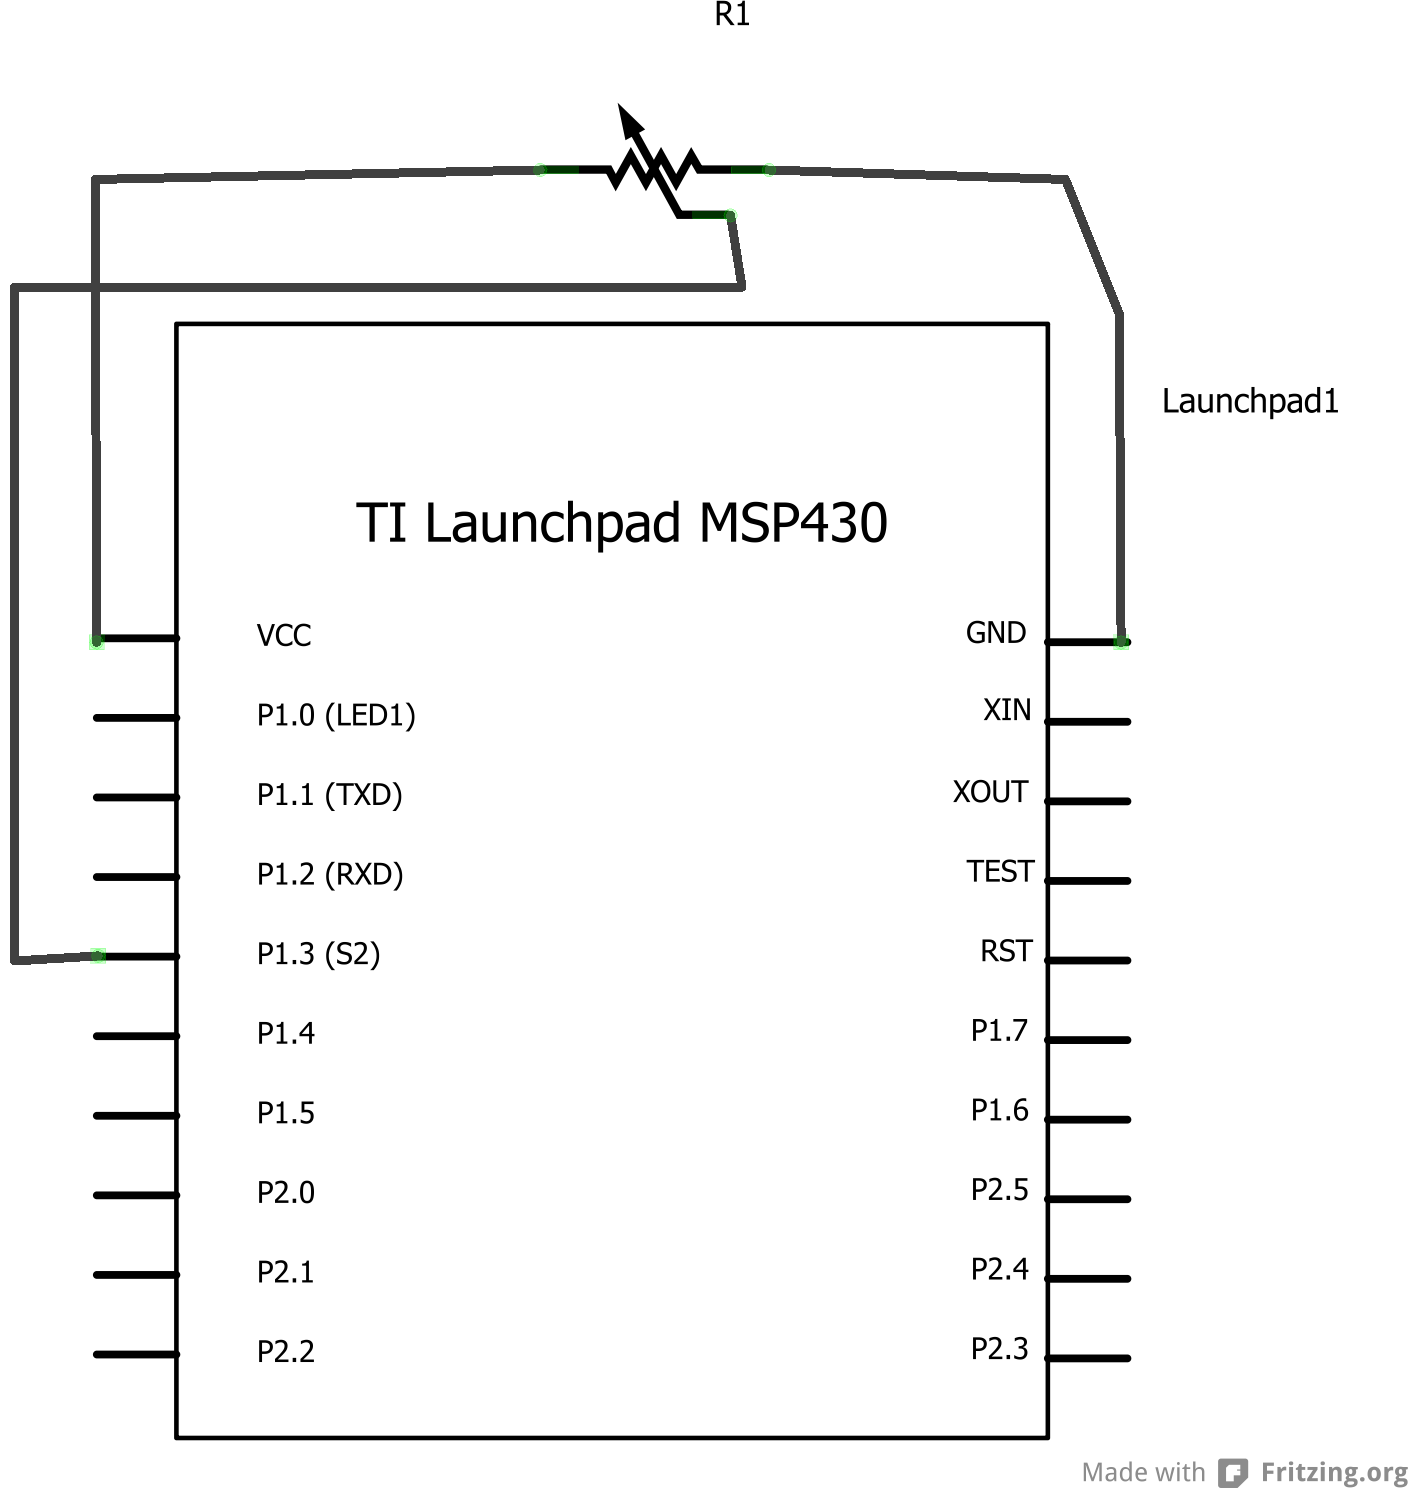 R1
Launchpad1
TI Launchpad MSP430
VCC
P1.0 (LED1)
P1.1 (TXD)
P1.2 (RXD)
P1.3 (S2)
P1.4
P1.5
P2.0
P2.1
P2.2
GND
XIN
XOUT
TEST
RST
P1.7
P1.6
P2.5
P2.4
P2.3
Made with Fritzing.org